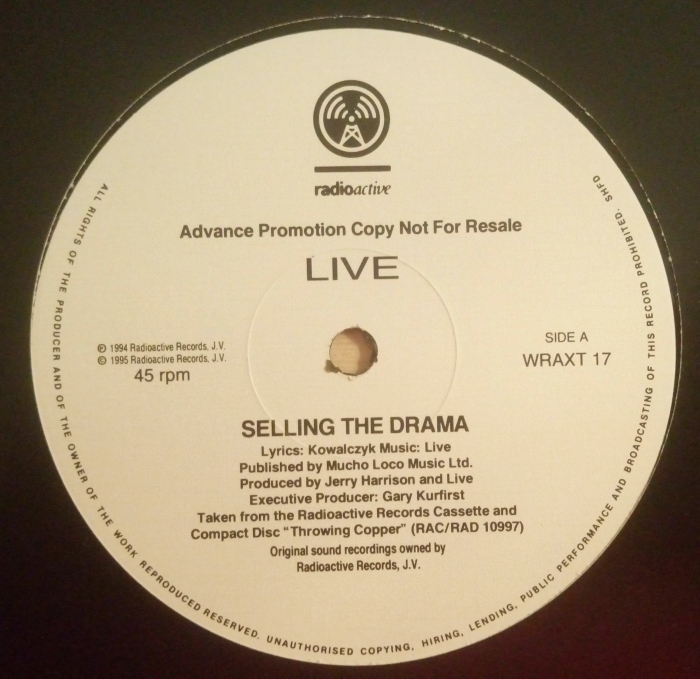 radioactive
Advance Promotion Copy Not For Resale
LIVE
℗ 1994 Radioactive Records, J.V.
© 1995 Radioactive Records, J.V.
45 rpm
SIDE A
WRAXT 17
SELLING THE DRAMA
Lyrics: Kowalczyk Music: Live
Published by Mucho Loco Music Ltd.
Produced by Jerry Harrison and Live
Executive Producer: Gary Kurfirst
Taken from the Radioactive Records Cassette and
Compact Disc "Throwing Copper" (RAC/RAD 10997)
Original sound recordings owned by
Radioactive Records, J.V.
ALL RIGHTS OF THE PRODUCER AND OF THE OWNER OF THE WORK REPRODUCED RESERVED. UNAUTHORISED COPYING, HIRING, LENDING, PUBLIC PERFORMANCE AND BROADCASTING OF THIS RECORD PROHIBITED. SHFD